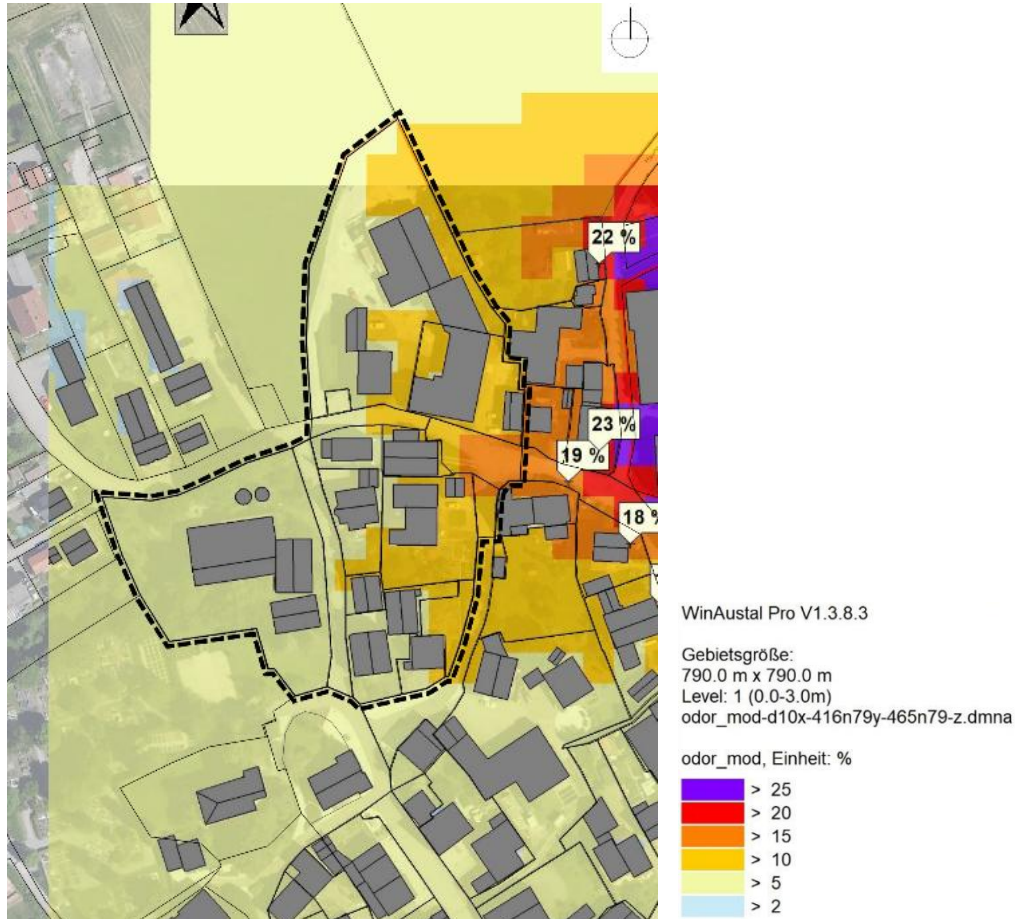 22 %
23 %
19 %
18 %
WinAustal Pro V1.3.8.3
Gebietsgröße:
790.0 m x 790.0 m
Level: 1 (0.0-3.0m)
odor_mod-d10x-416n79y-465n79-z.dmna
odor_mod, Einheit: %
> 25
> 20
> 15
> 10
> 5
> 2